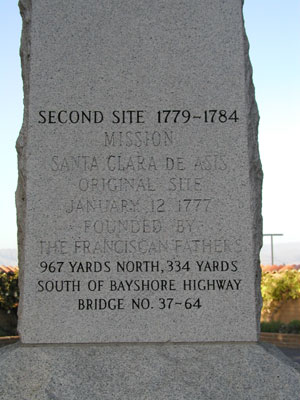 SECOND SITE 1779-1784
MISSION
SANTA CLARA DE ASIS
ORIGINAL SITE
JANUARY 12 1777
FOUNDED BY
THE FRANCISCAN FATHERS
967 YARDS NORTH, 334 YARDS
SOUTH OF BAYSHORE HIGHWAY
BRIDGE NO. 37-64